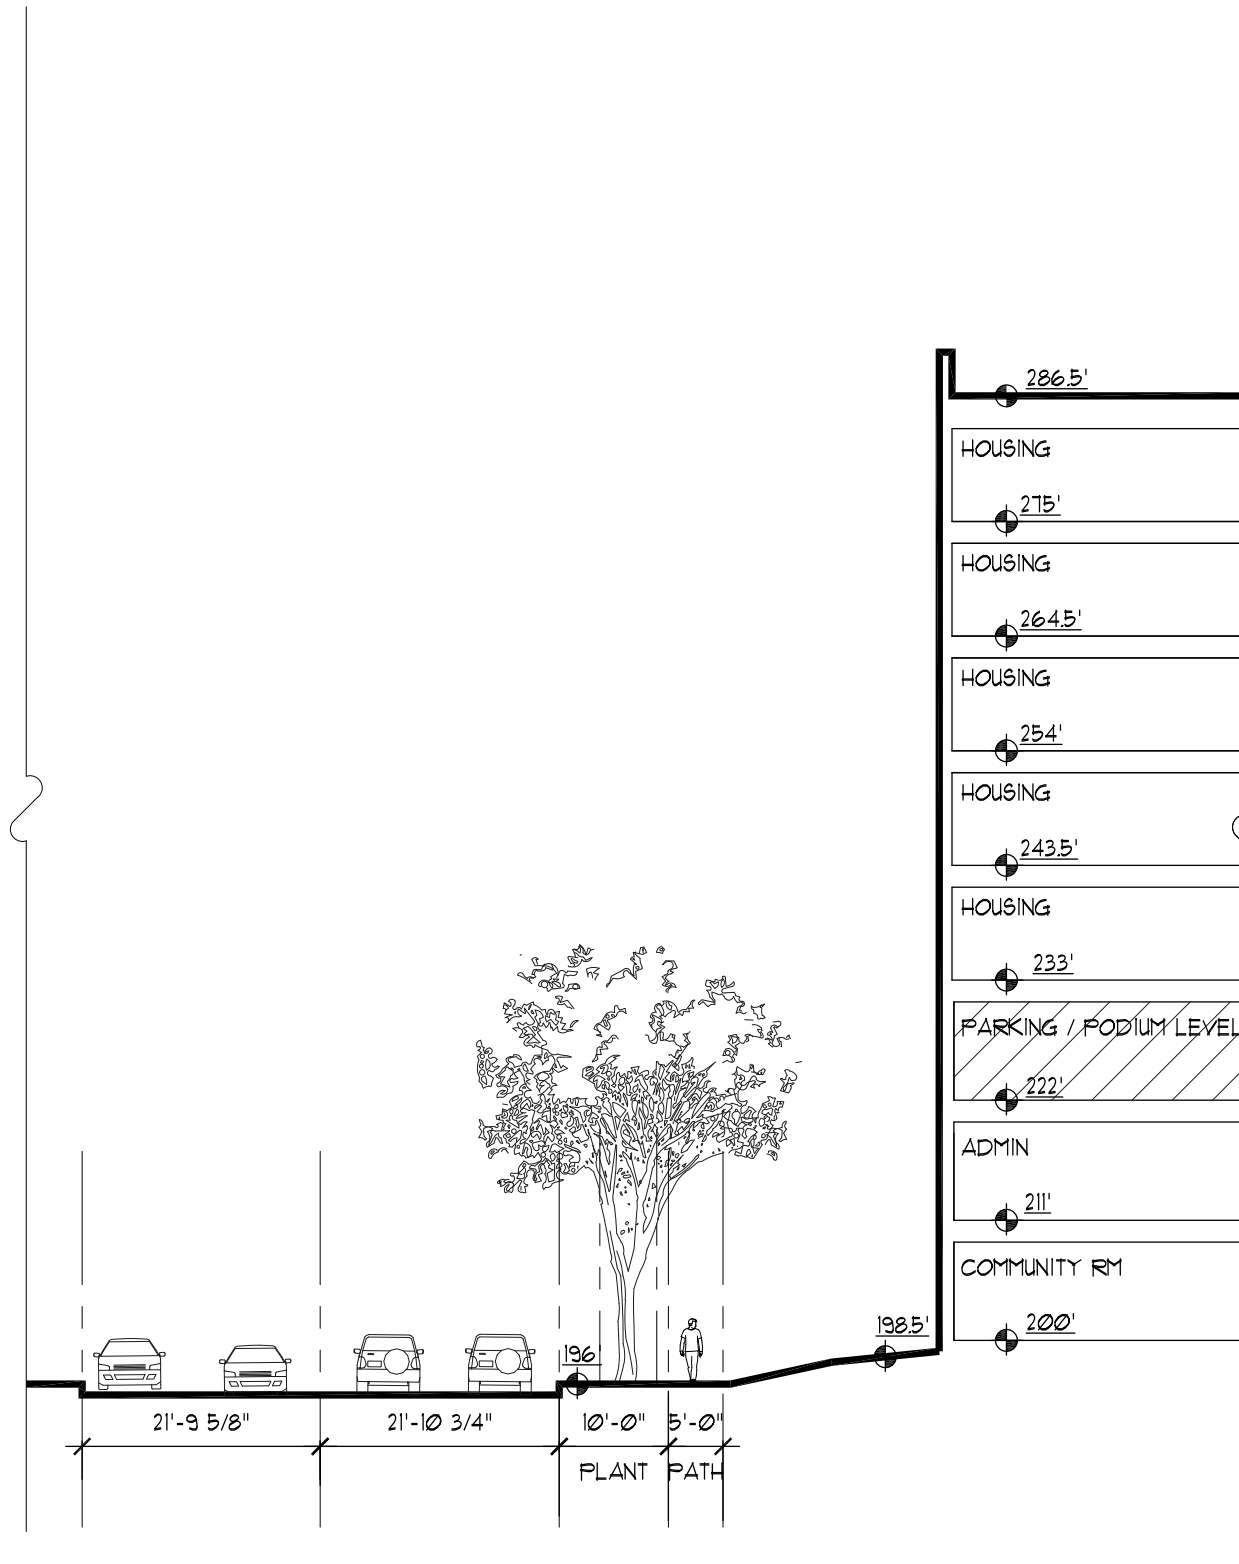 286.5'
HOUSING
275'
HOUSING
264.5'
HOUSING
254'
HOUSING
243.5'
HOUSING
233'
PARKING / PODIUM LEVEL
222'
ADMIN
211'
COMMUNITY RM
200'
198.5'
196
21'-9 5/8"
21'-10 3/4"
10'-0"
5'-0"
PLANT
PATH